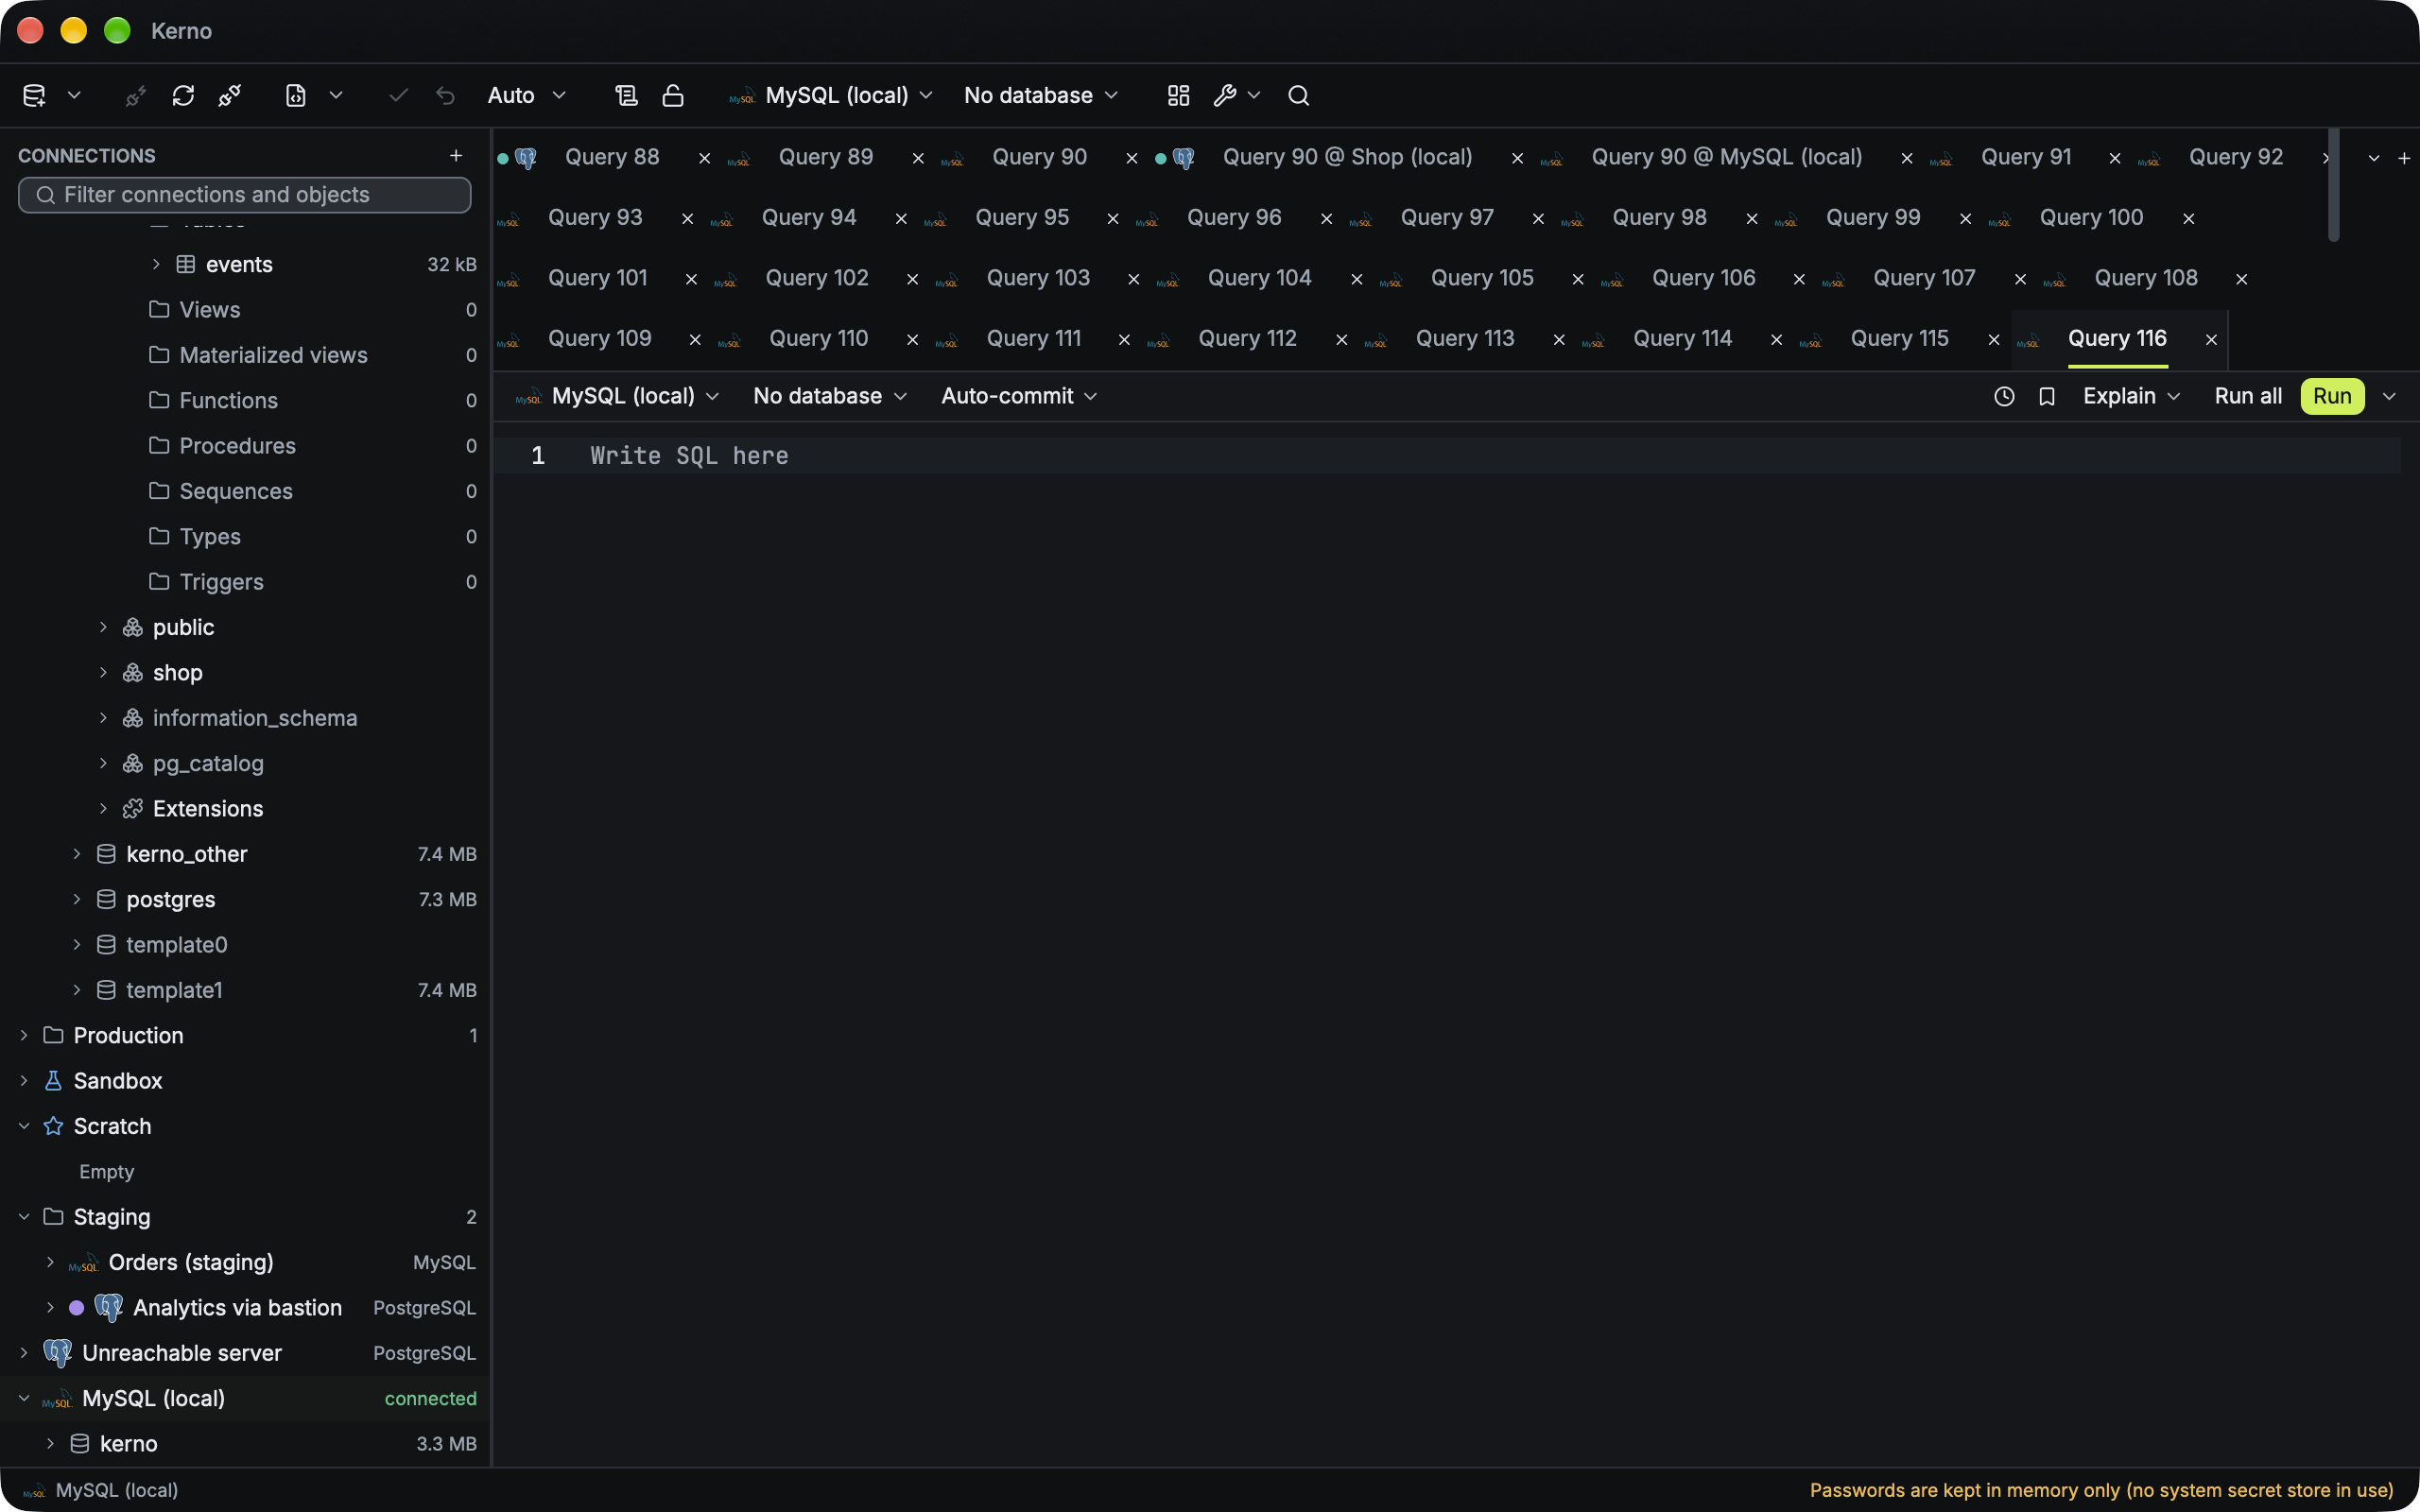 Kerno
Auto
MySQL (local)
No database
CONNECTIONS
Filter connections and objects
events 32 kB
Views 0
Materialized views 0
Functions 0
Procedures 0
Sequences 0
Types 0
Triggers 0
public
shop
information_schema
pg_catalog
Extensions
kerno_other 7.4 MB
postgres 7.3 MB
template0
template1 7.4 MB
Production 1
Sandbox
Scratch
Empty
Staging 2
Orders (staging) MySQL
Analytics via bastion PostgreSQL
Unreachable server PostgreSQL
MySQL (local) connected
kerno 3.3 MB
Query 88 Query 89 Query 90 Query 90 @ Shop (local) Query 90 @ MySQL (local) Query 91 Query 92
Query 93 Query 94 Query 95 Query 96 Query 97 Query 98 Query 99 Query 100
Query 101 Query 102 Query 103 Query 104 Query 105 Query 106 Query 107 Query 108
Query 109 Query 110 Query 111 Query 112 Query 113 Query 114 Query 115 Query 116
MySQL (local) No database Auto-commit Explain Run all Run
1 Write SQL here
MySQL (local)
Passwords are kept in memory only (no system secret store in use)